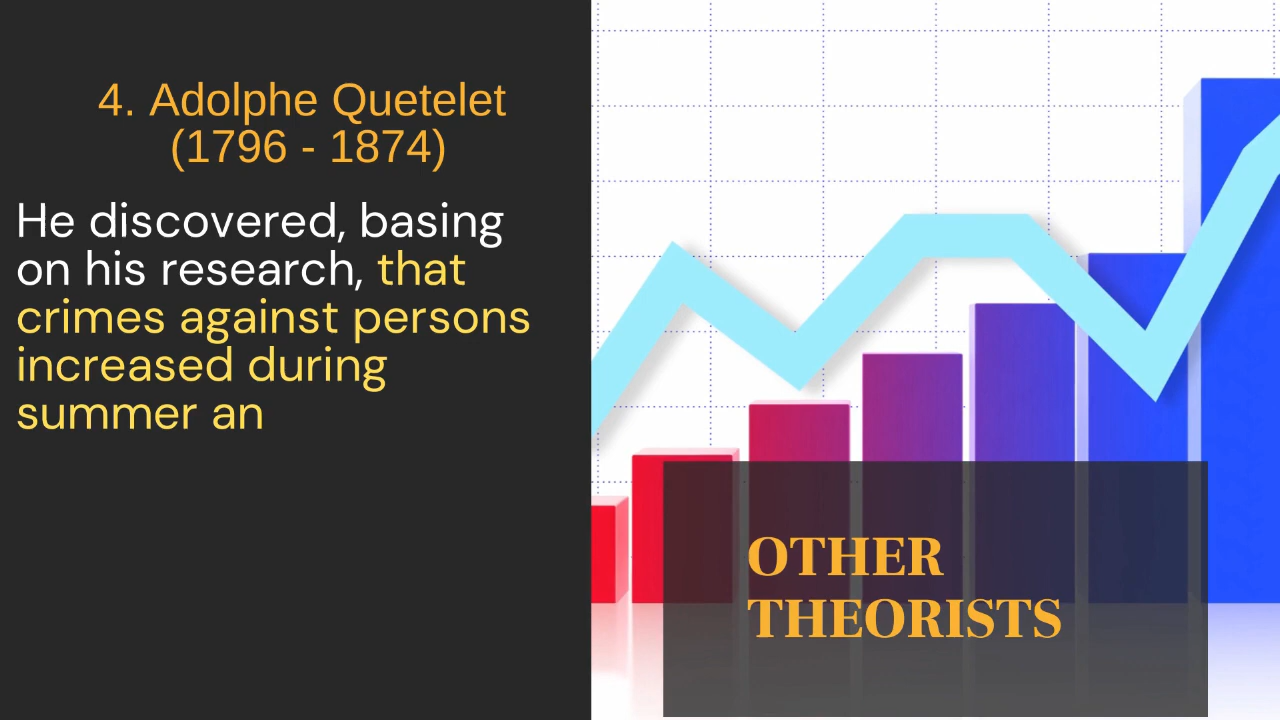 4. Adolphe Quetelet
(1796 - 1874)
He discovered, basing
on his research, that
crimes against persons
increased during
summer an
OTHER
THEORISTS